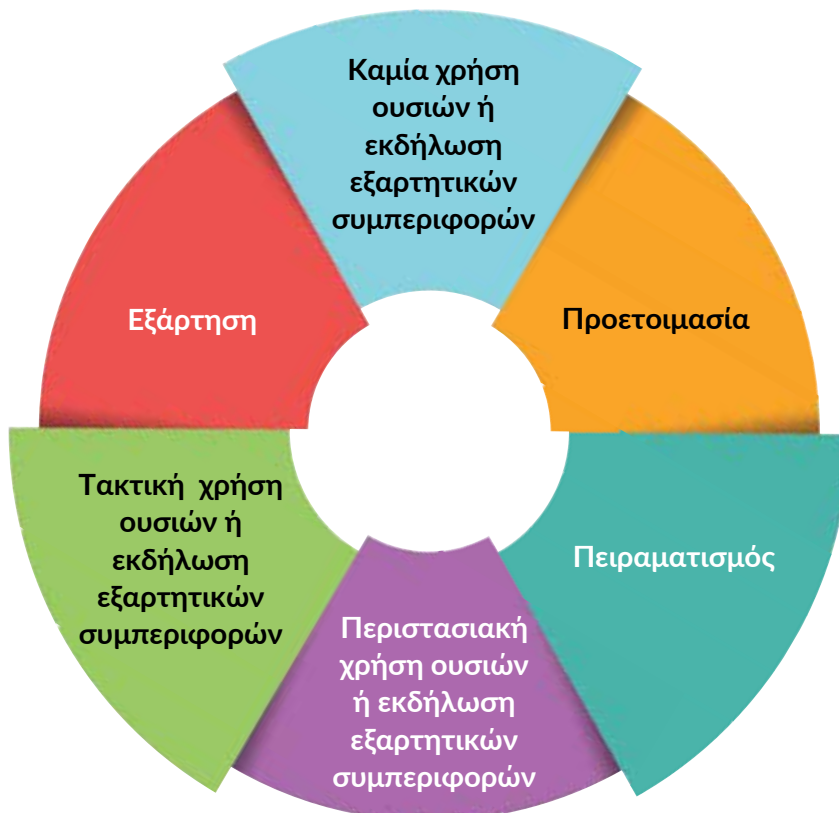 Καμία χρήση
ουσιών ή
εκδήλωση
εξαρτητικών
συμπεριφορών
Προετοιμασία
Πειραματισμός
Περιστασιακή
χρήση ουσιών
ή εκδήλωση
εξαρτητικών
συμπεριφορών
Τακτική χρήση
ουσιών ή
εκδήλωση
εξαρτητικών
συμπεριφορών
Εξάρτηση